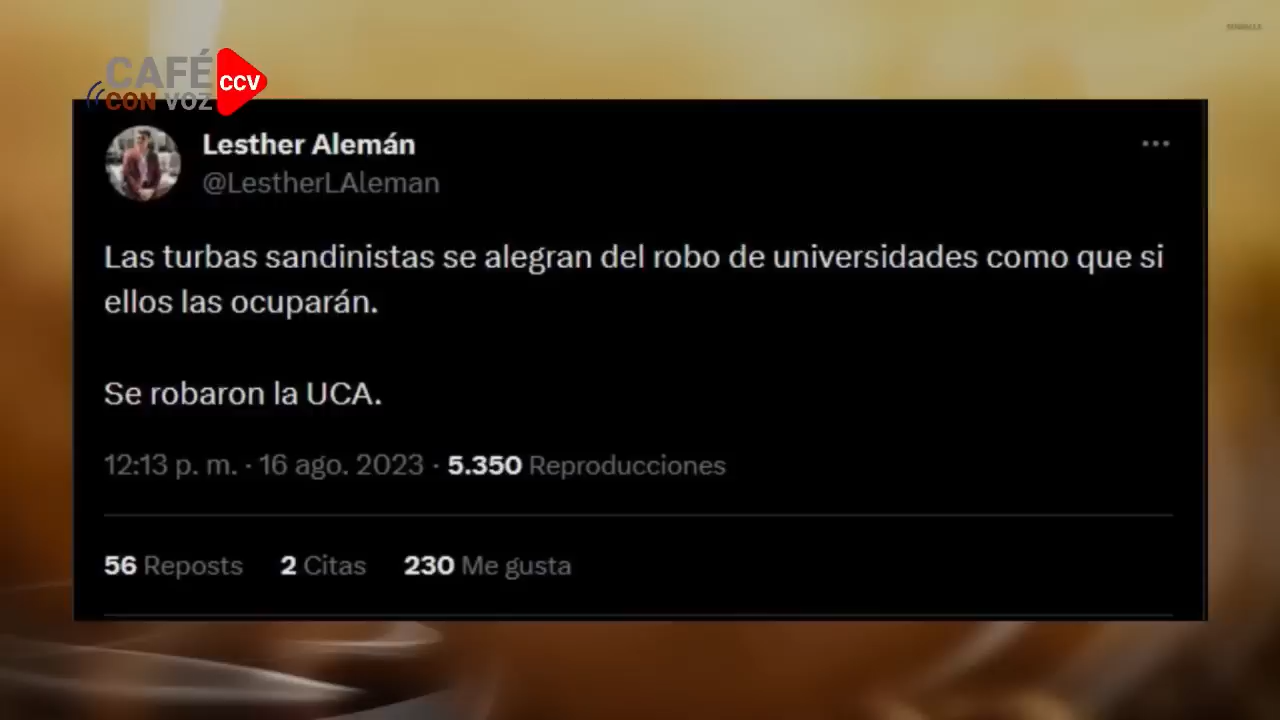 CAFÉ
CON VOZ
CCV
Lesther Alemán
@LestherLAleman
Las turbas sandinistas se alegran del robo de universidades como que si
ellos las ocuparán.
Se robaron la UCA.
12:13 p. m. · 16 ago. 2023 · 5.350 Reproducciones
56 Reposts 2 Citas 230 Me gusta